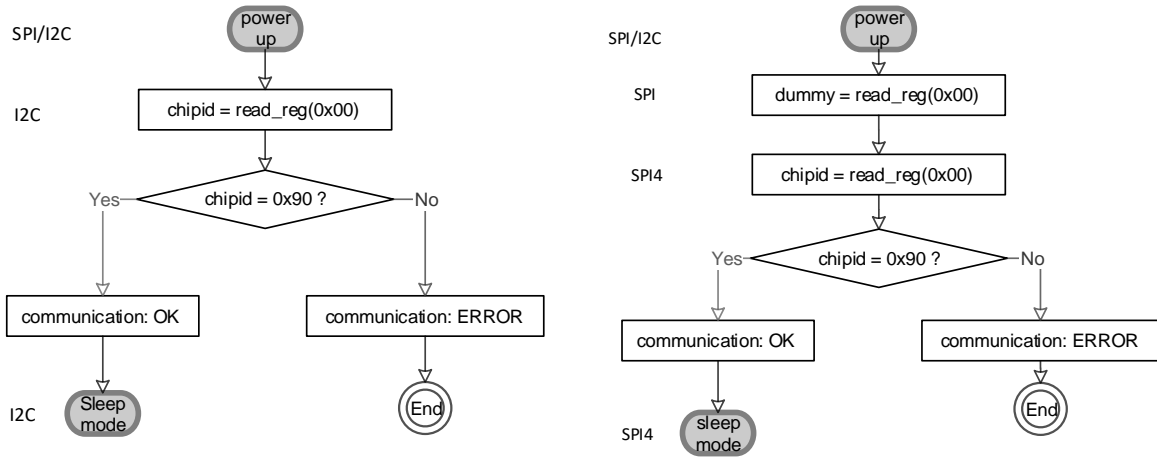 SPI/I2C
power
up
I2C
chipid = read_reg(0x00)
chipid = 0x90 ?
Yes
No
communication: OK
communication: ERROR
I2C
Sleep
mode
End
SPI/I2C
power
up
SPI
dummy = read_reg(0x00)
SPI4
chipid = read_reg(0x00)
chipid = 0x90 ?
Yes
No
communication: OK
communication: ERROR
SPI4
sleep
mode
End